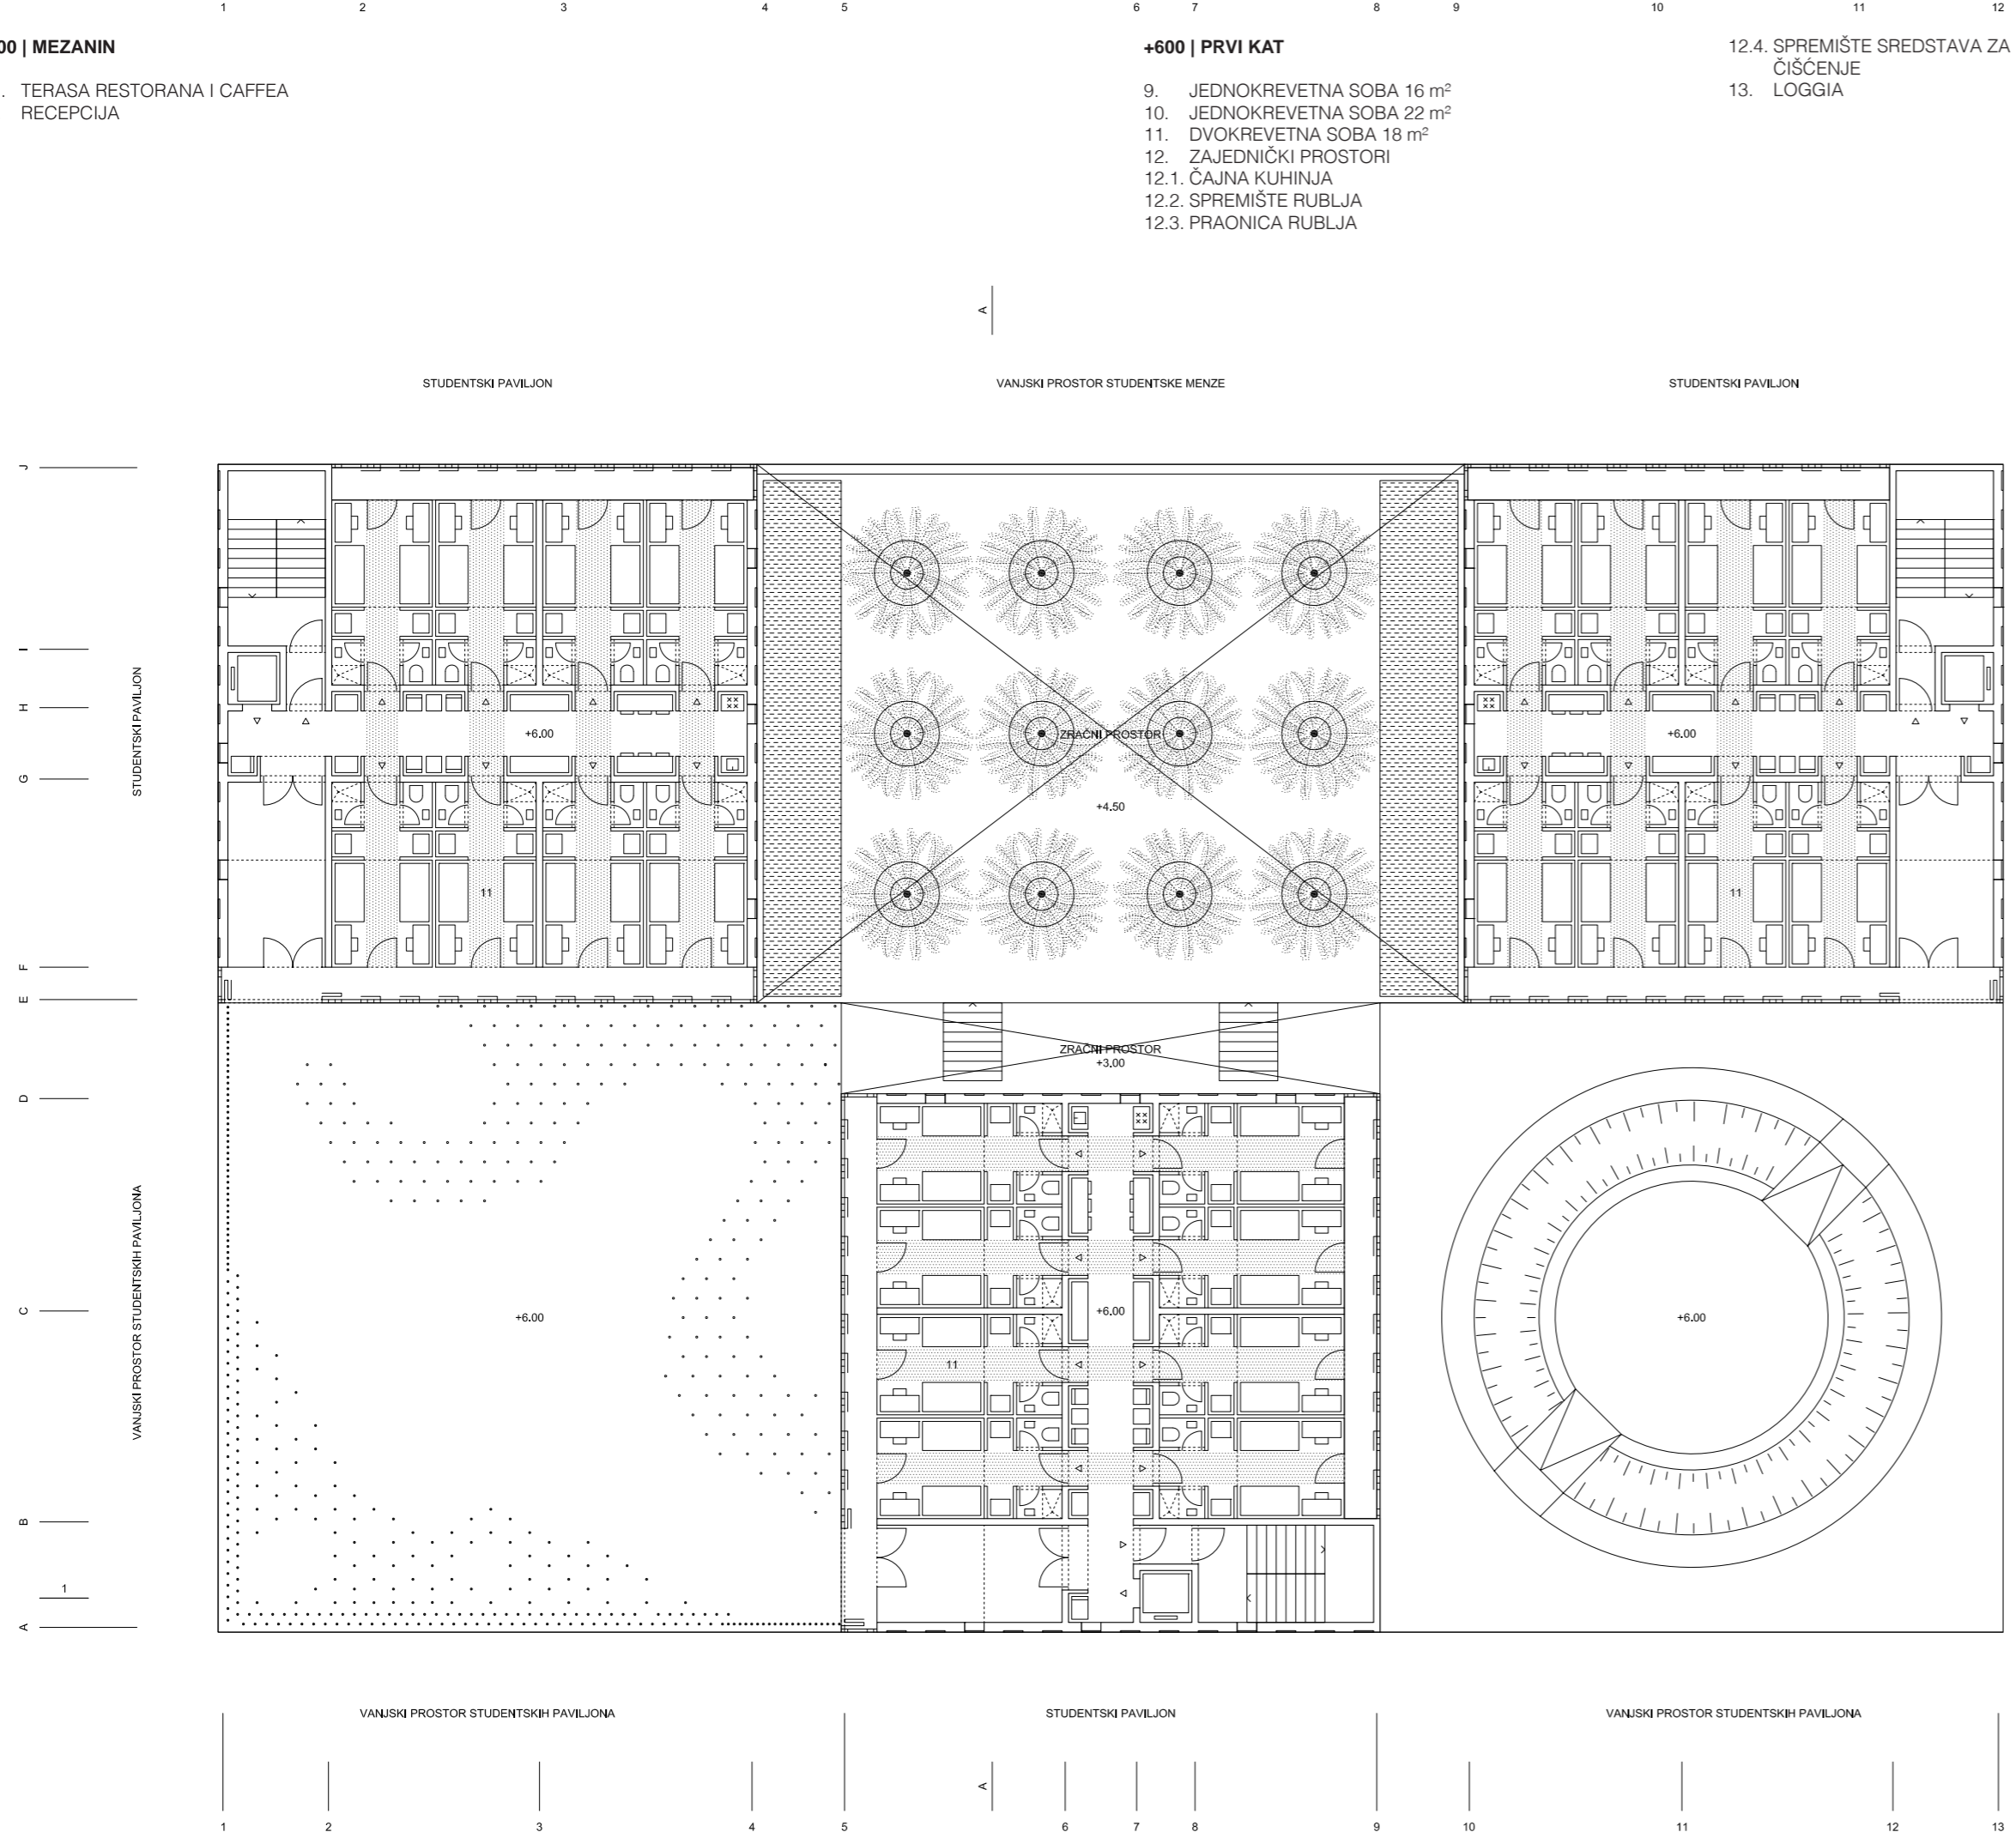 1 2 3 4 5 6 7 8 9 10 11 12
00 | MEZANIN
. TERASA RESTORANA I CAFFEA
RECEPCIJA
+600 | PRVI KAT
9. JEDNOKREVETNA SOBA 16 m²
10. JEDNOKREVETNA SOBA 22 m²
11. DVOKREVETNA SOBA 18 m²
12. ZAJEDNIČKI PROSTORI
12.1. ČAJNA KUHINJA
12.2. SPREMIŠTE RUBLJA
12.3. PRAONICA RUBLJA
12.4. SPREMIŠTE SREDSTAVA ZA
ČIŠĆENJE
13. LOGGIA
A
STUDENTSKI PAVILJON
VANJSKI PROSTOR STUDENTSKE MENZE
STUDENTSKI PAVILJON
J
I
H
G
F
E
D
C
B
1
A
STUDENTSKI PAVILJON
VANJSKI PROSTOR STUDENTSKIH PAVILJONA
+6.00
11
ZRAČNI PROSTOR
+4.50
+6.00
11
ZRAČNI PROSTOR
+3.00
+6.00
+6.00
11
+6.00
VANJSKI PROSTOR STUDENTSKIH PAVILJONA
STUDENTSKI PAVILJON
VANJSKI PROSTOR STUDENTSKIH PAVILJONA
A
1 2 3 4 5 6 7 8 9 10 11 12 13